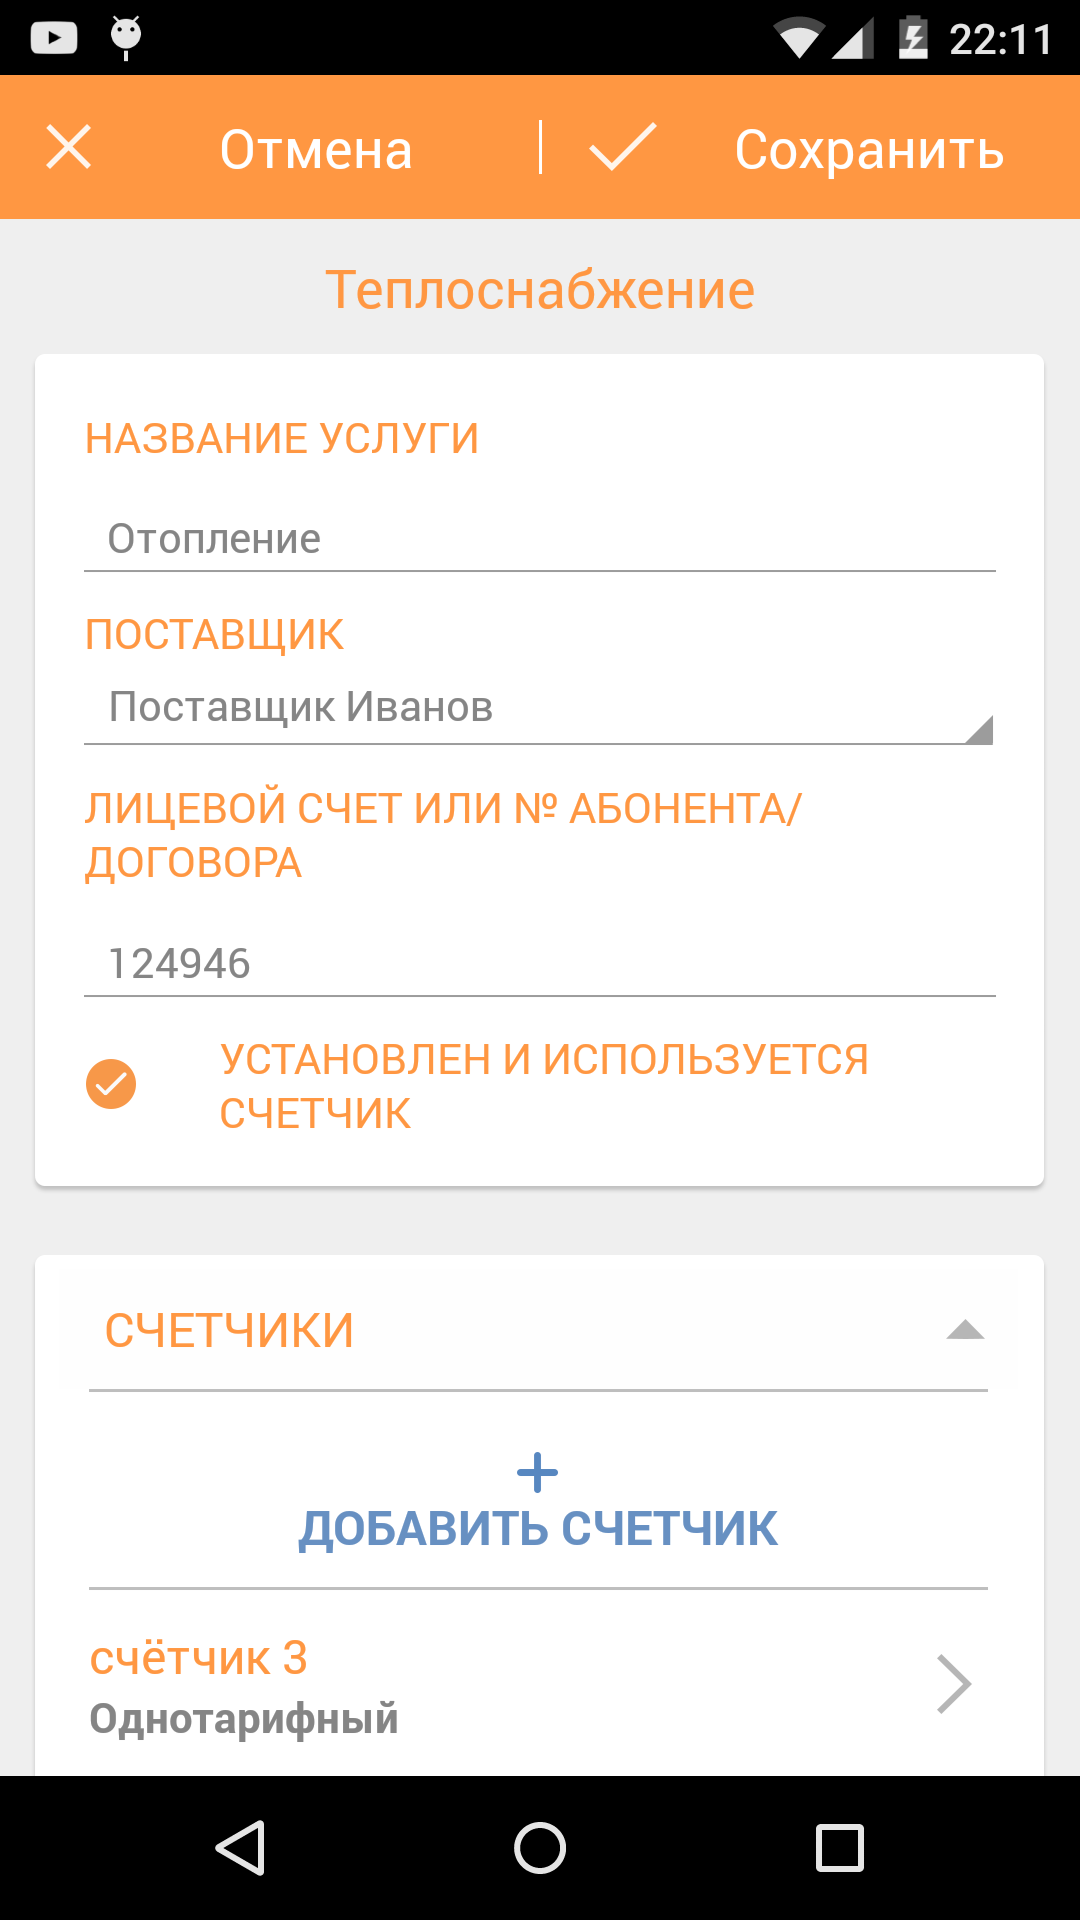 22:11
Отмена
Сохранить
Теплоснабжение
НАЗВАНИЕ УСЛУГИ
Отопление
ПОСТАВЩИК
Поставщик Иванов
ЛИЦЕВОЙ СЧЕТ ИЛИ № АБОНЕНТА/
ДОГОВОРА
124946
УСТАНОВЛЕН И ИСПОЛЬЗУЕТСЯ
СЧЕТЧИК
СЧЕТЧИКИ
ДОБАВИТЬ СЧЕТЧИК
счётчик 3
Однотарифный